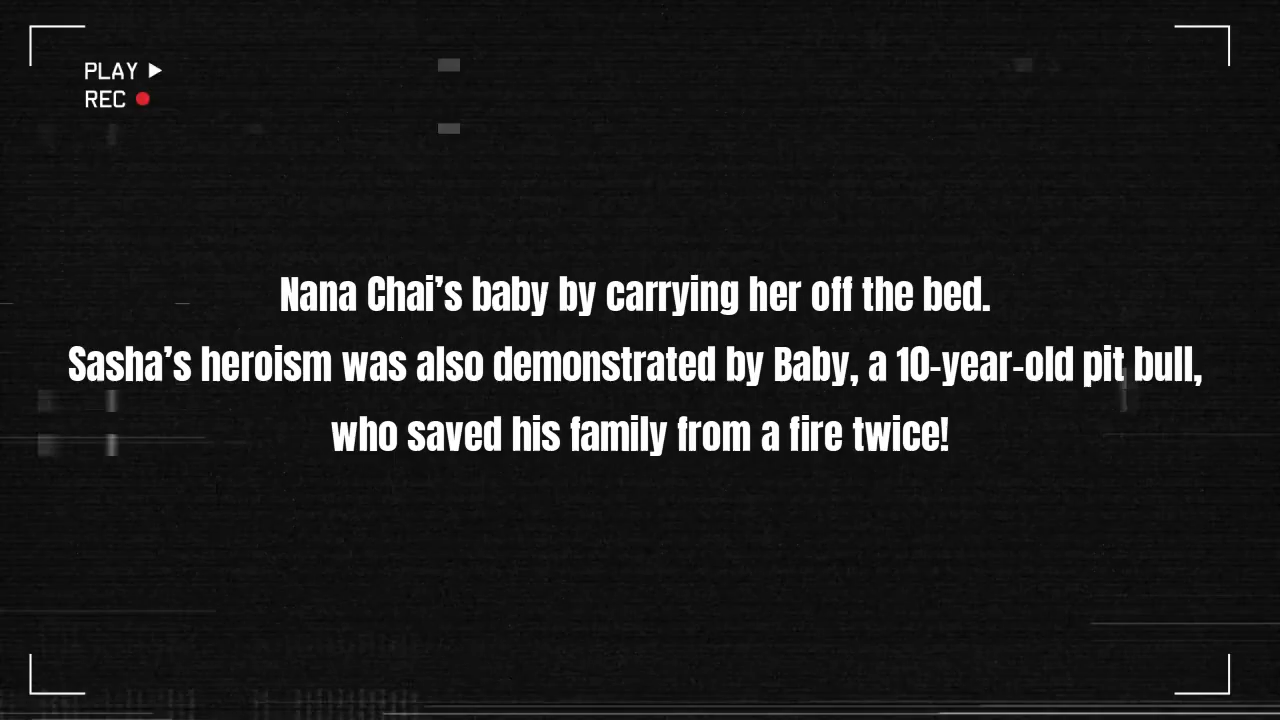 PLAY
REC
Nana Chai’s baby by carrying her off the bed.
Sasha’s heroism was also demonstrated by Baby, a 10-year-old pit bull,
who saved his family from a fire twice!